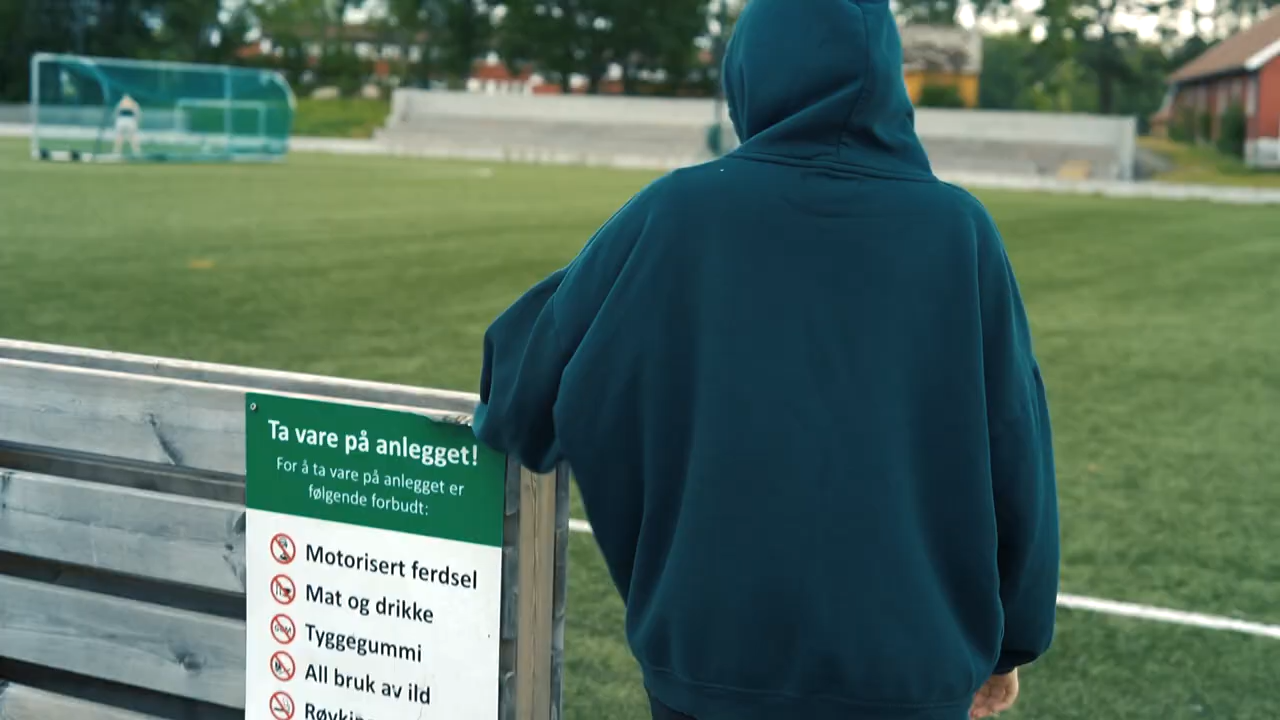 Ta vare på anlegget!
For å ta vare på anlegget er
følgende forbudt:
Motorisert ferdsel
Mat og drikke
Tyggegummi
All bruk av ild